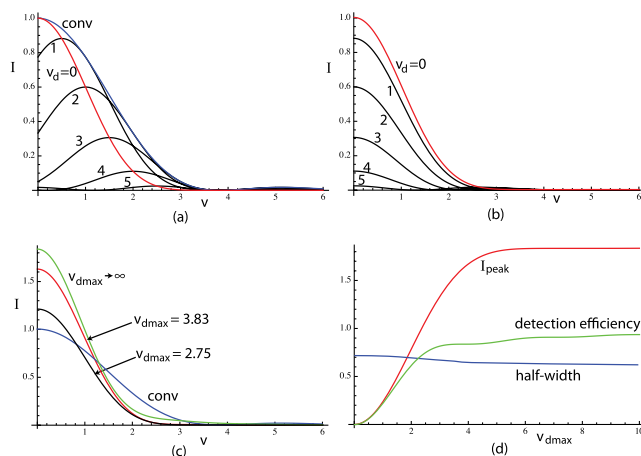 1.0
conv
0.8
1
I
0.6
v_d=0
2
0.4
3
0.2
4
5
1 2 3 4 5 6
v
(a)
1.0
0.8
v_d=0
I
1
0.6
2
0.4
3
0.2
4
5
0 1 2 3 4 5 6
v
(b)
v_dmax → ∞
1.5
I
1.0
v_dmax = 3.83
v_dmax = 2.75
0.5
conv
0 1 2 3 4 5 6
(c)
v
1.5
I_peak
1.0
detection efficiency
0.5
half-width
0 2 4 6 8 10
v_dmax
(d)